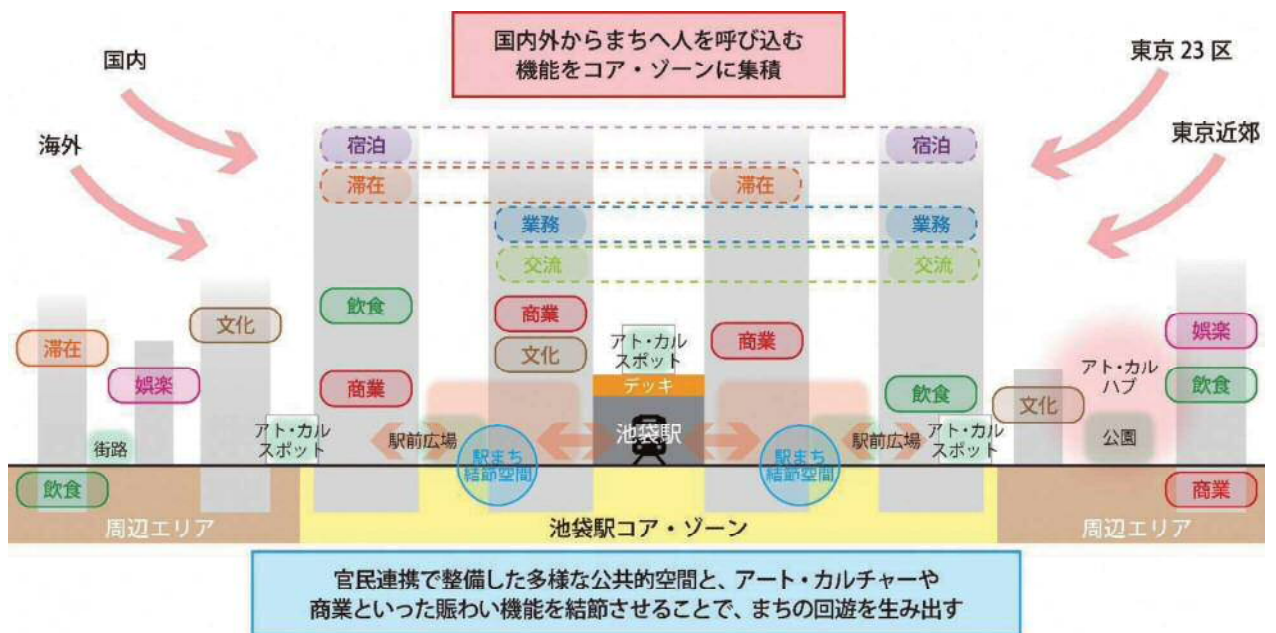 国内外からまちへ人を呼び込む
機能をコア・ゾーンに集積
国内
海外
東京23区
東京近郊
宿泊
宿泊
滞在
滞在
業務
業務
交流
交流
飲食
商業
文化
商業
文化
アト・カル
スポット
商業
デッキ
池袋駅
滞在
娯楽
街路
飲食
アト・カル
スポット
商業
駅前広場
駅まち
結節空間
駅まち
結節空間
駅前広場
飲食
アト・カル
スポット
文化
アト・カル
ハブ
公園
娯楽
飲食
商業
周辺エリア
池袋駅コア・ゾーン
周辺エリア
官民連携で整備した多様な公共的空間と、アート・カルチャーや
商業といった賑わい機能を結節させることで、まちの回遊を生み出す